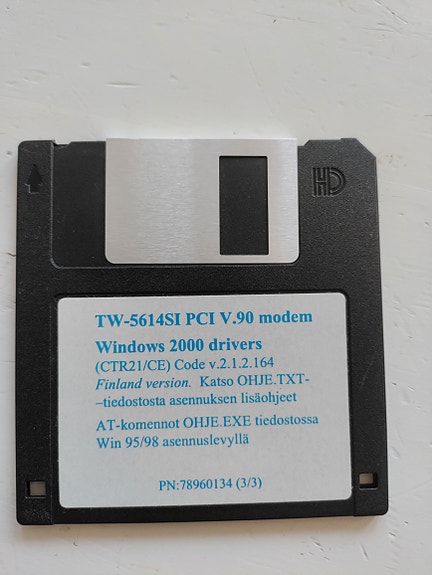 HD
TW-5614SI PCI V.90 modem
Windows 2000 drivers
(CTR21/CE) Code v.2.1.2.164
Finland version. Katso OHJE.TXT-
–tiedostosta asennuksen lisäohjeet
AT-komennot OHJE.EXE tiedostossa
Win 95/98 asennuslevyllä
PN:78960134 (3/3)